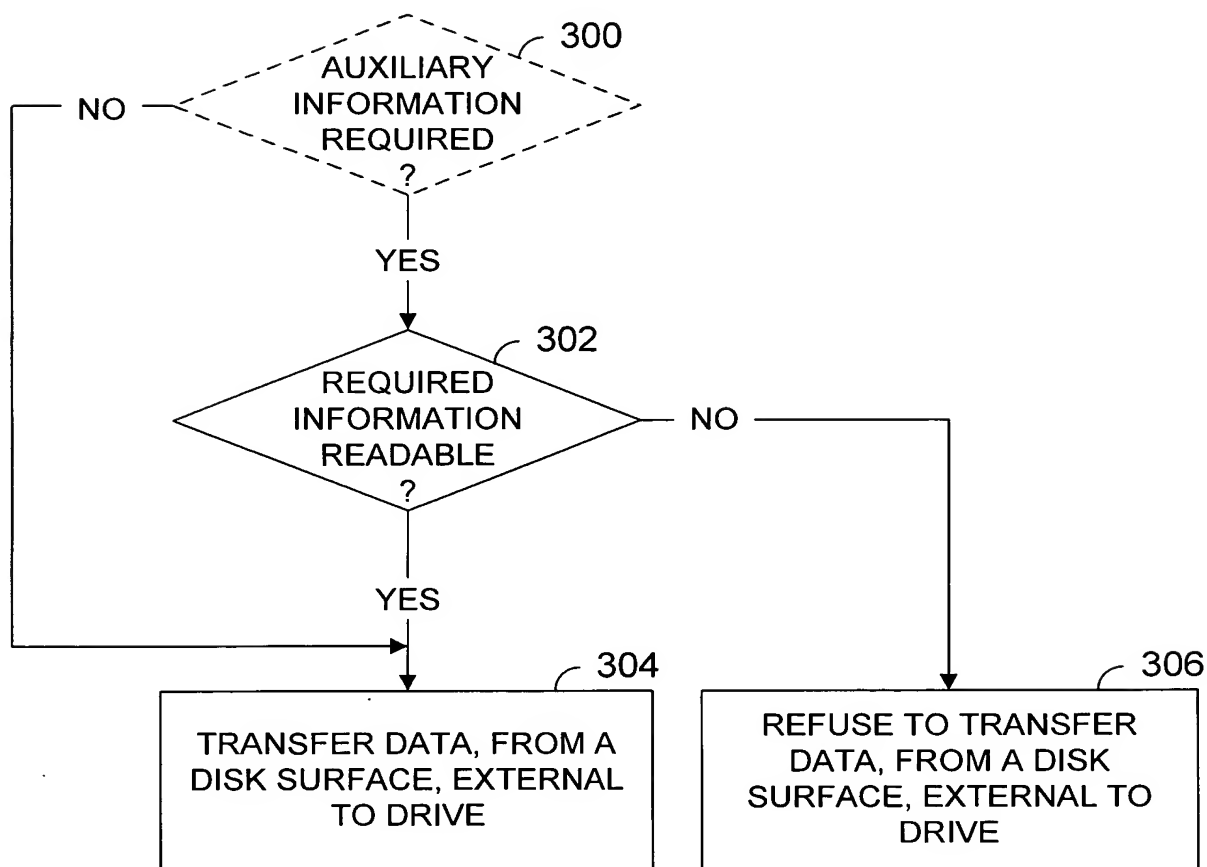 300
AUXILIARY
INFORMATION
REQUIRED
?
NO
YES
302
REQUIRED
INFORMATION
READABLE
?
NO
YES
304
TRANSFER DATA, FROM A
DISK SURFACE, EXTERNAL
TO DRIVE
306
REFUSE TO TRANSFER
DATA, FROM A DISK
SURFACE, EXTERNAL TO
DRIVE